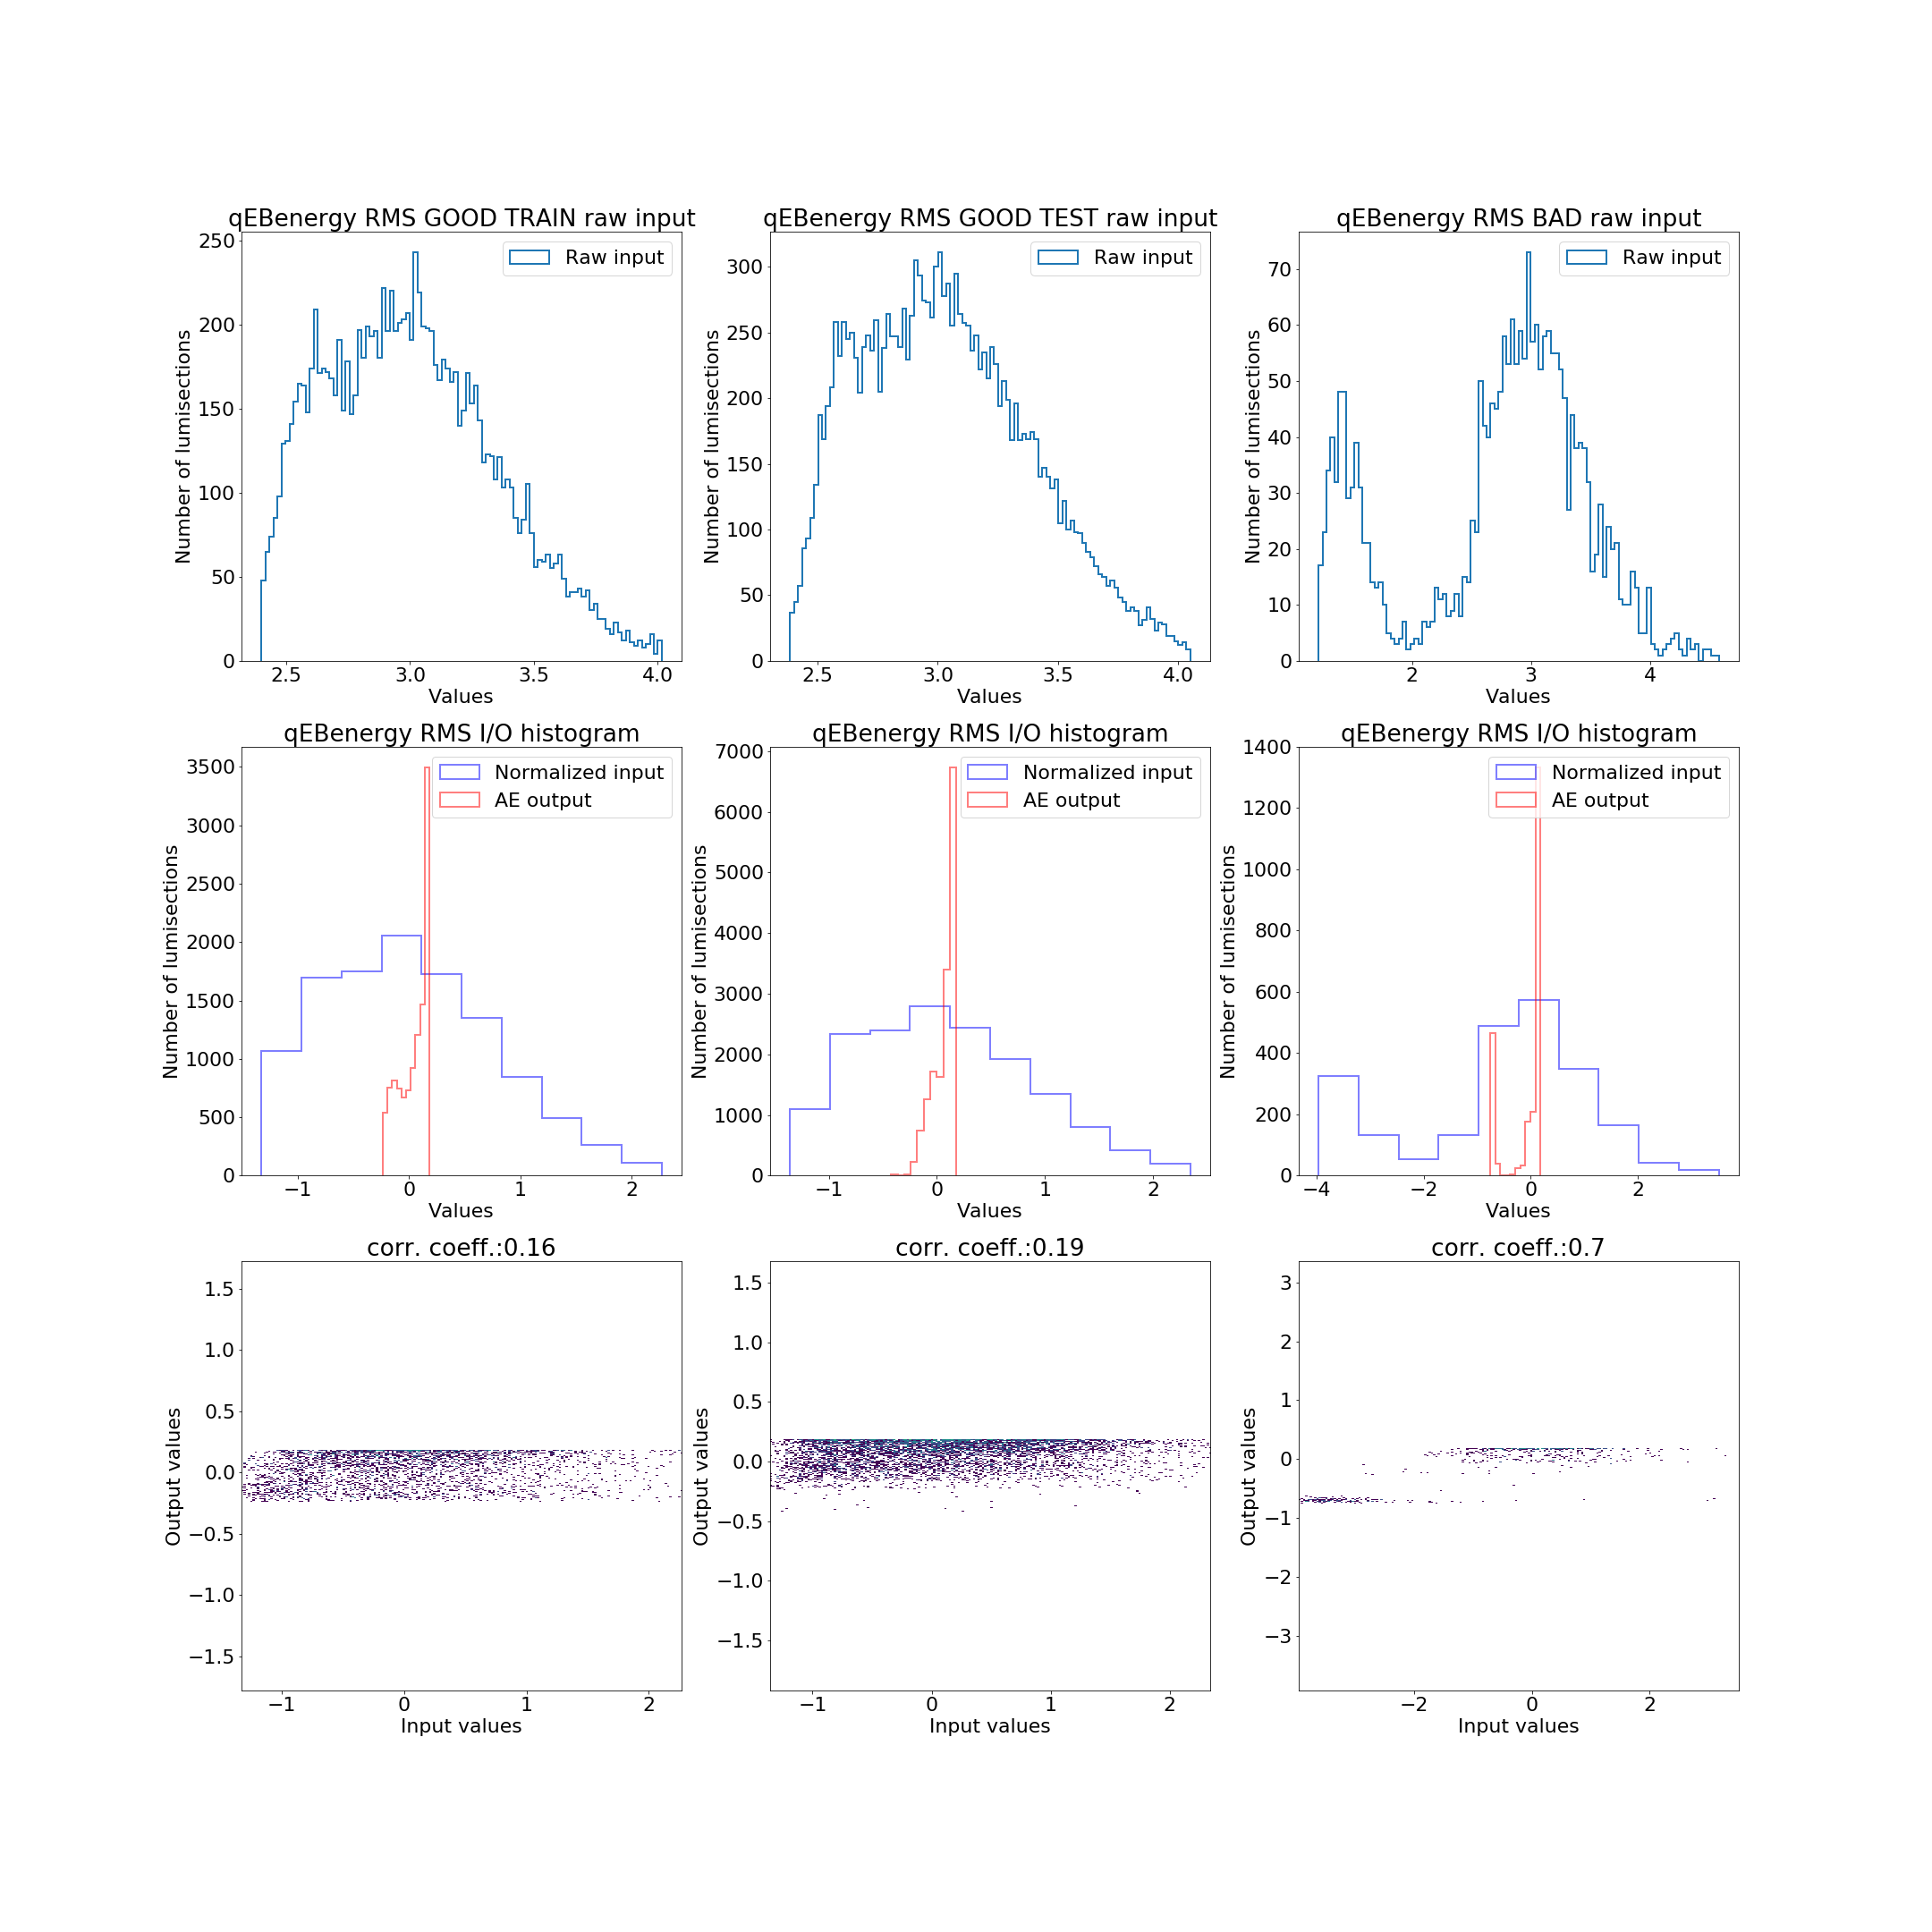 qEBenergy RMS GOOD TRAIN raw input
qEBenergy RMS GOOD TEST raw input
qEBenergy RMS BAD raw input
Raw input
Raw input
Raw input
Number of lumisections
250
200
150
100
50
0
Number of lumisections
300
250
200
150
100
50
0
Number of lumisections
70
60
50
40
30
20
10
0
2.5 3.0 3.5 4.0
2.5 3.0 3.5 4.0
2 3 4
Values
Values
Values
qEBenergy RMS I/O histogram
qEBenergy RMS I/O histogram
qEBenergy RMS I/O histogram
Normalized input
AE output
Normalized input
AE output
Normalized input
AE output
Number of lumisections
3500
3000
2500
2000
1500
1000
500
0
Number of lumisections
7000
6000
5000
4000
3000
2000
1000
0
Number of lumisections
1400
1200
1000
800
600
400
200
0
−1 0 1 2
−1 0 1 2
−4 −2 0 2
Values
Values
Values
corr. coeff.:0.16
corr. coeff.:0.19
corr. coeff.:0.7
Output values
1.5
1.0
0.5
0.0
−0.5
−1.0
−1.5
Output values
1.5
1.0
0.5
0.0
−0.5
−1.0
−1.5
Output values
3
2
1
0
−1
−2
−3
−1 0 1 2
−1 0 1 2
−2 0 2
Input values
Input values
Input values